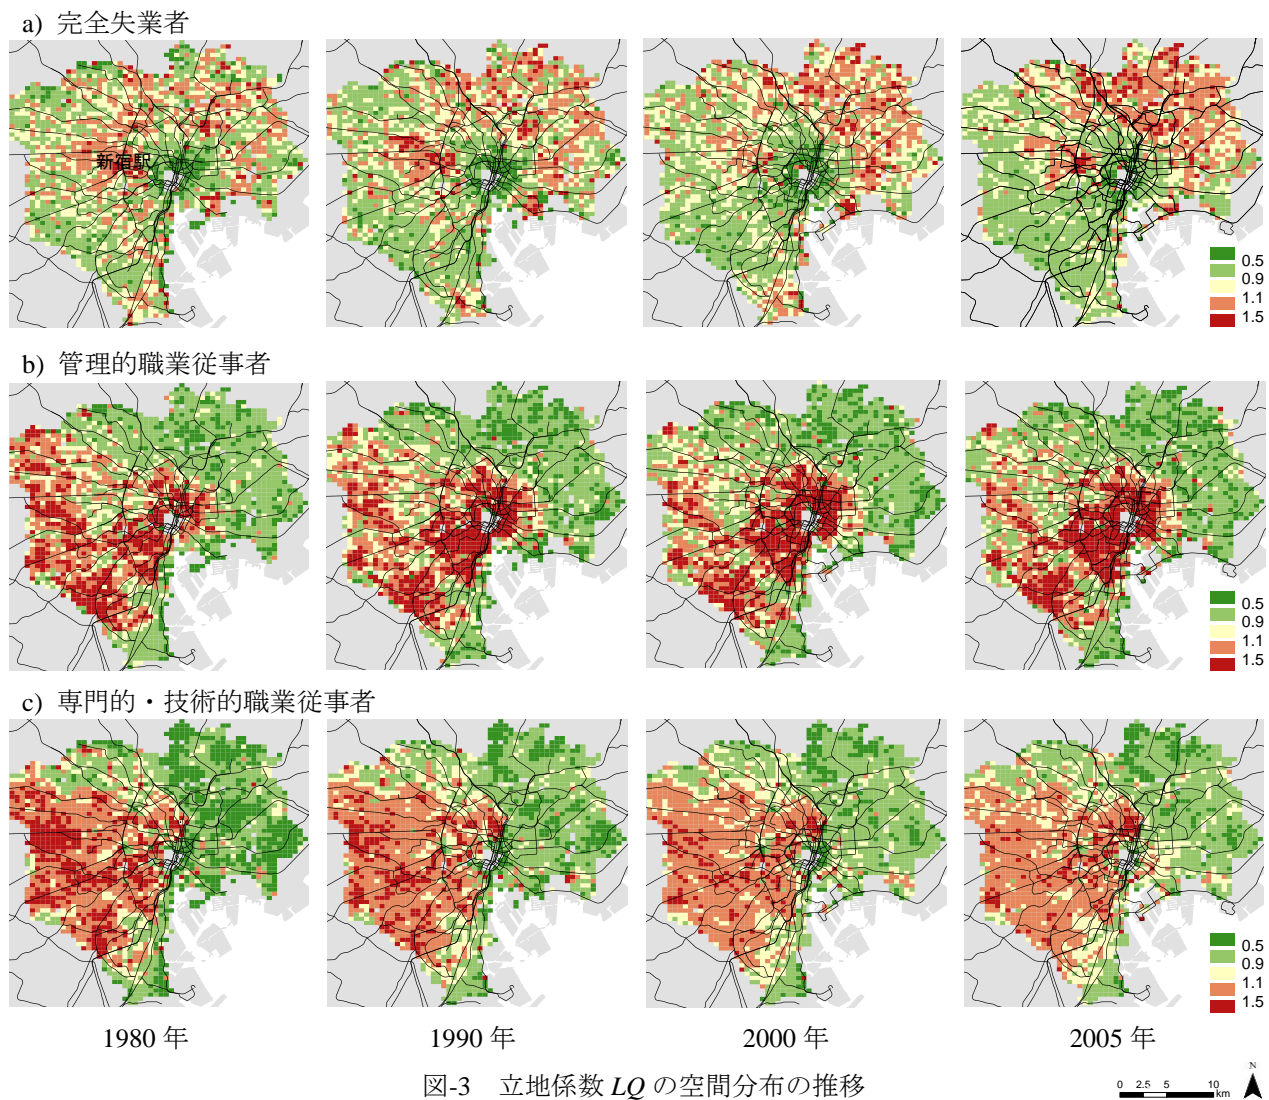 a) 完全失業者
新宿駅
0.5
0.9
1.1
1.5
b) 管理的職業従事者
0.5
0.9
1.1
1.5
c) 専門的・技術的職業従事者
0.5
0.9
1.1
1.5
1980 年
1990 年
2000 年
2005 年
図-3 立地係数 LQ の空間分布の推移
N
0 2.5 5 10
km